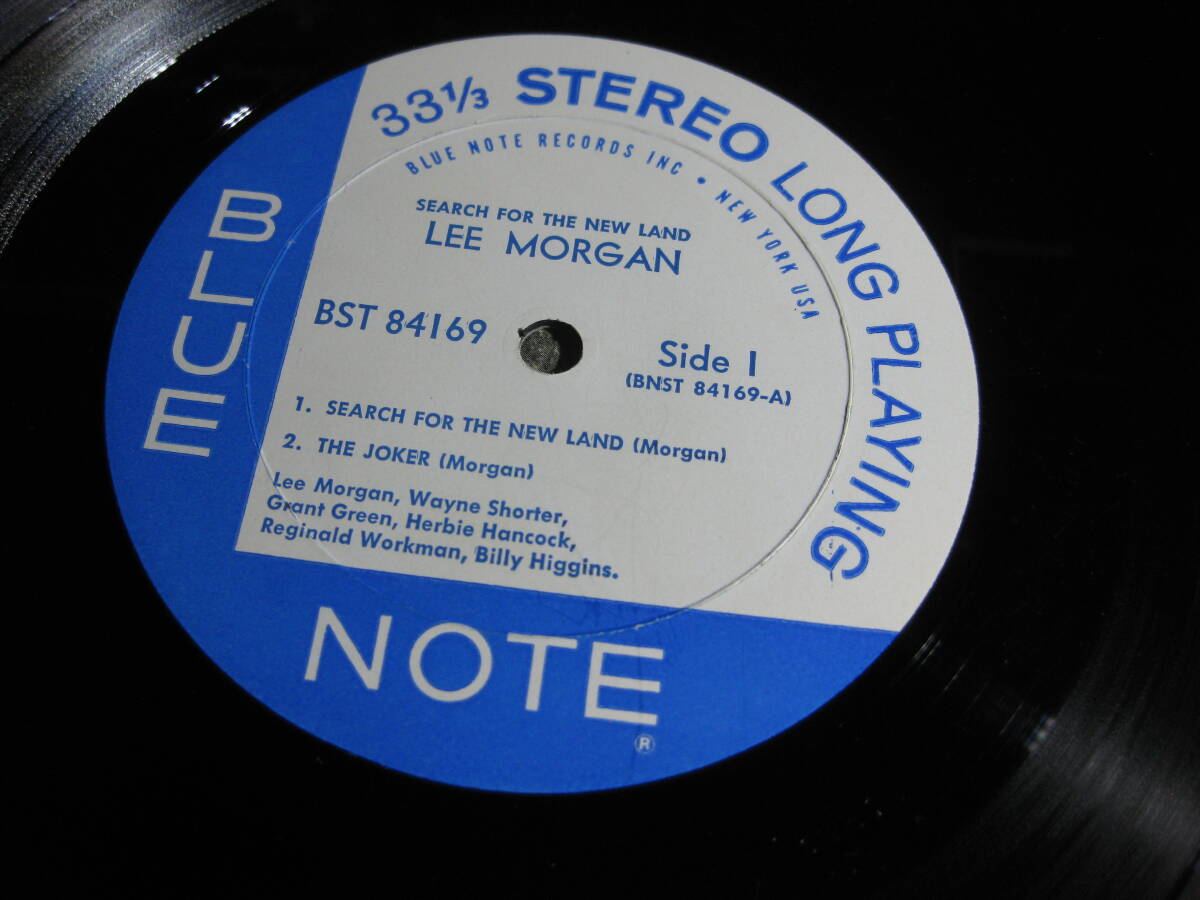 33⅓ STEREO LONG PLAYING
BLUE NOTE RECORDS INC • NEW YORK USA
SEARCH FOR THE NEW LAND
LEE MORGAN
BST 84169
Side 1
(BNST 84169-A)
1. SEARCH FOR THE NEW LAND (Morgan)
2. THE JOKER (Morgan)
Lee Morgan, Wayne Shorter,
Grant Green, Herbie Hancock,
Reginald Workman, Billy Higgins.
BLUE
NOTE
®